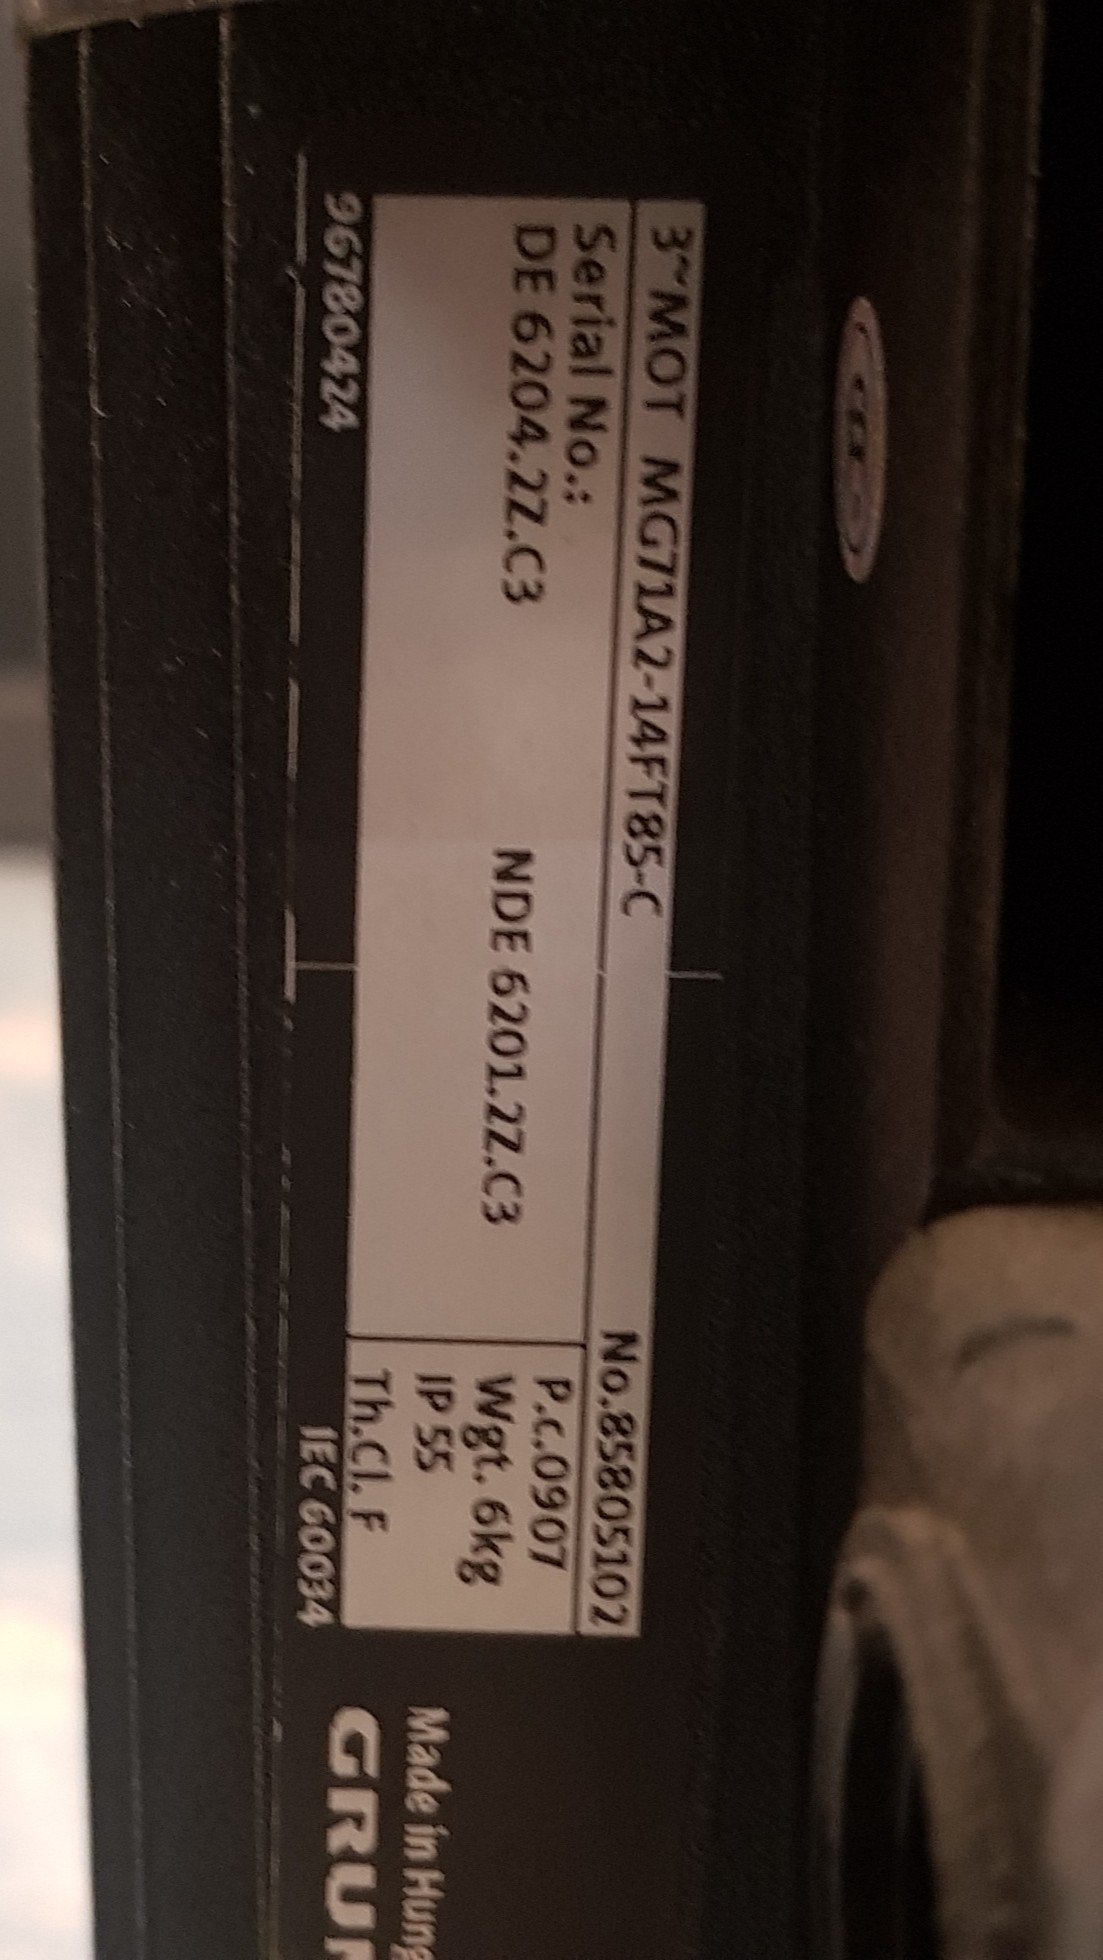 3~MOT MG71A2-14FT85-C No.85805102
Serial No.:
DE 6204.2Z.C3 NDE 6201.2Z.C3
P.c.0907
Wgt. 6kg
IP 55
Th.Cl. F
96780424 IEC 60034
Made in Hung
GRUN